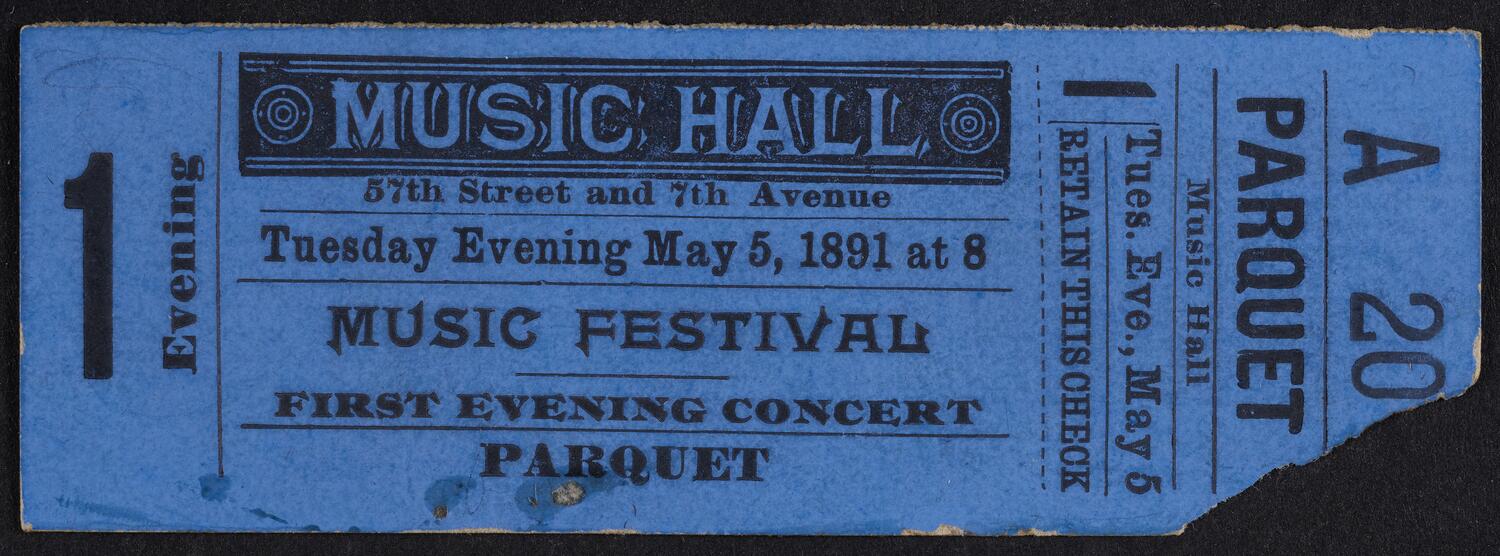 1
Evening
MUSIC HALL
57th Street and 7th Avenue
Tuesday Evening May 5, 1891 at 8
MUSIC FESTIVAL
FIRST EVENING CONCERT
PARQUET
A 20
PARQUET
Music Hall
Tues. Eve., May 5
1
RETAIN THIS CHECK